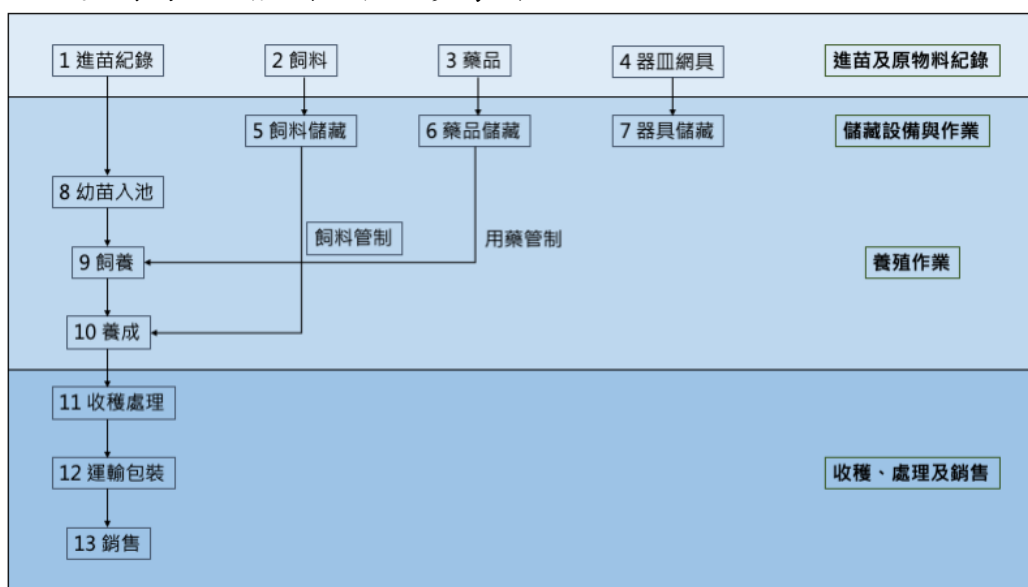 1 進苗紀錄
2 飼料
3 藥品
4 器皿網具
進苗及原物料紀錄
5 飼料儲藏
6 藥品儲藏
7 器具儲藏
儲藏設備與作業
8 幼苗入池
飼料管制
用藥管制
9 飼養
養殖作業
10 養成
11 收穫處理
12 運輸包裝
收穫、處理及銷售
13 銷售